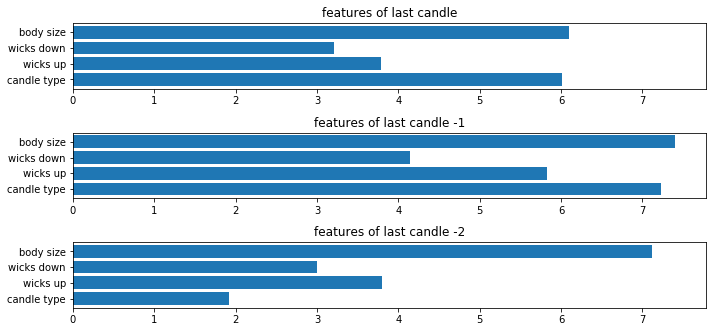 features of last candle
body size
wicks down
wicks up
candle type
0 1 2 3 4 5 6 7
features of last candle -1
body size
wicks down
wicks up
candle type
0 1 2 3 4 5 6 7
features of last candle -2
body size
wicks down
wicks up
candle type
0 1 2 3 4 5 6 7